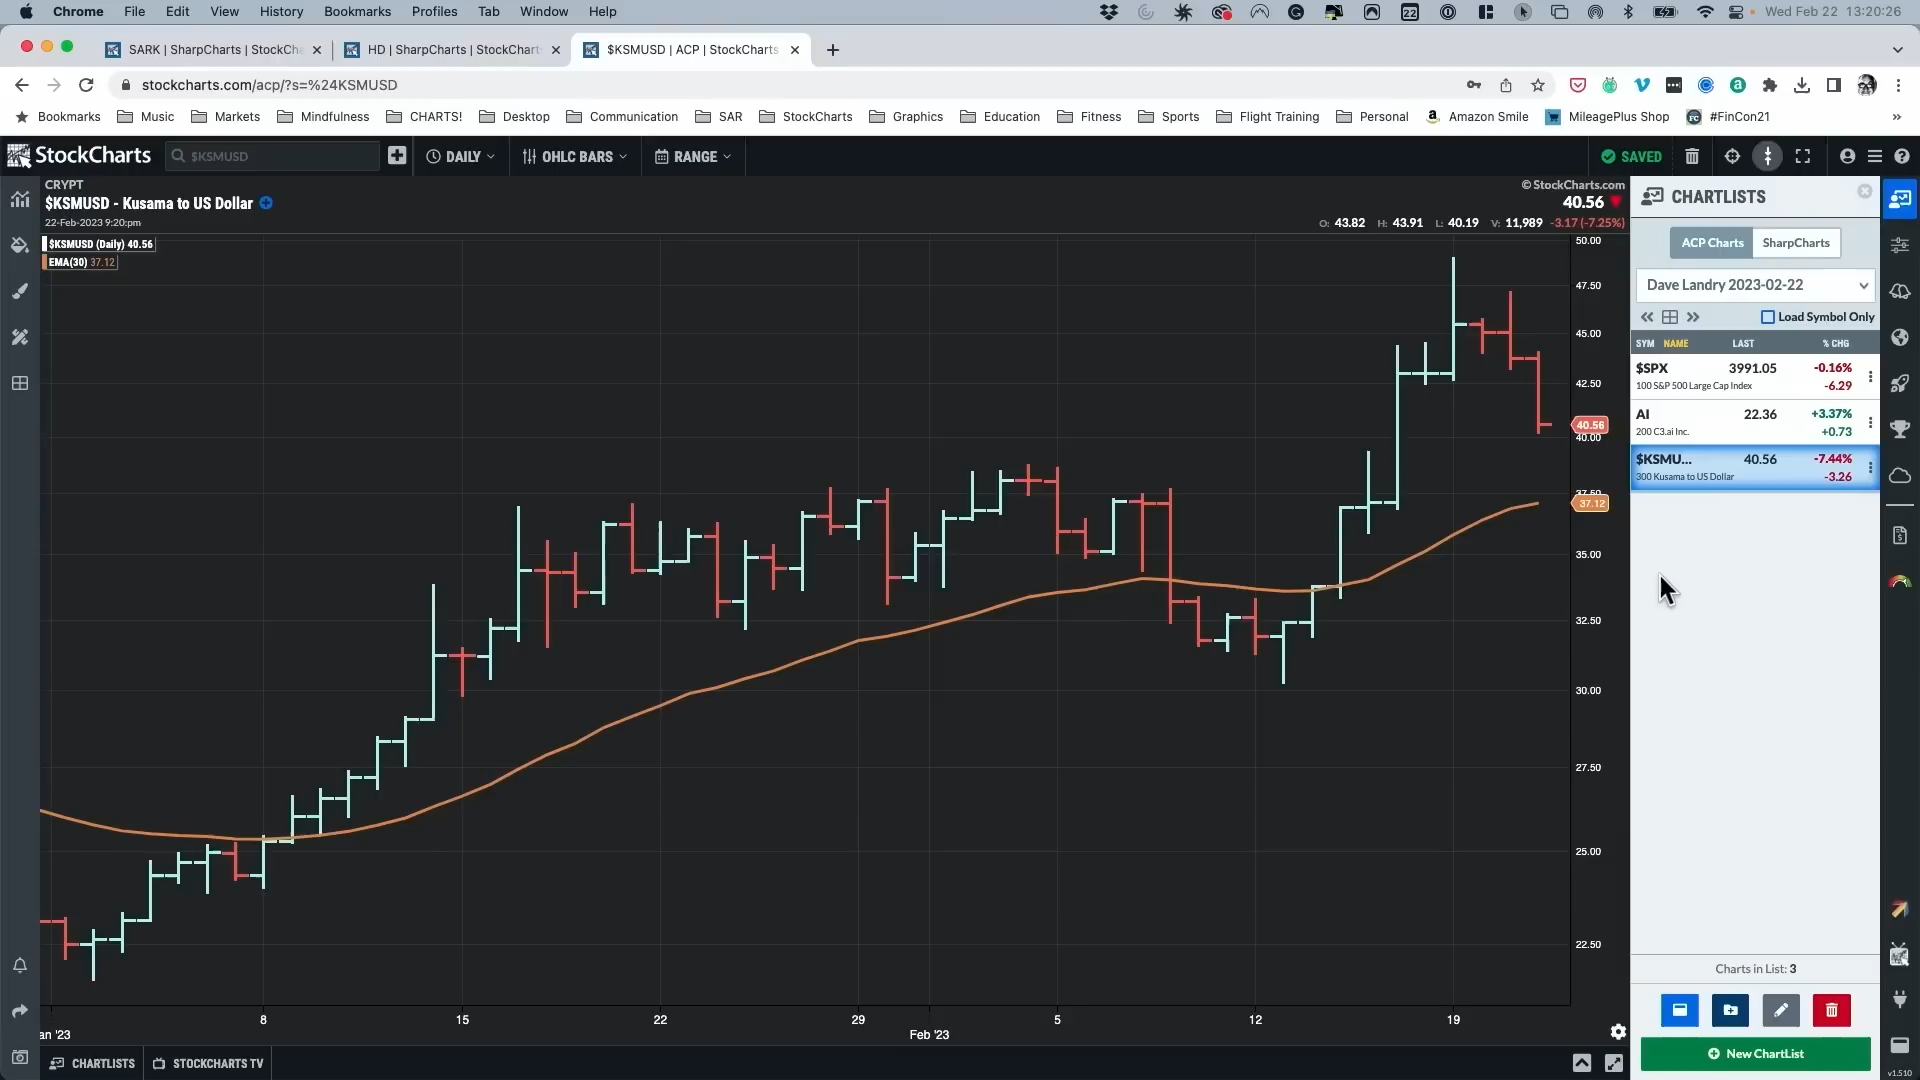 Chrome File Edit View History Bookmarks Profiles Tab Window Help
22
Wed Feb 22 13:20:26
SARK | SharpCharts | StockCha
HD | SharpCharts | StockChart
$KSMUSD | ACP | StockCharts
stockcharts.com/acp/?s=%24KSMUSD
Bookmarks Music Markets Mindfulness CHARTS! Desktop Communication SAR StockCharts Graphics Education Fitness Sports Flight Training Personal Amazon Smile MileagePlus Shop #FinCon21
StockCharts $KSMUSD DAILY OHLC BARS RANGE SAVED
CRYPT
© StockCharts.com
$KSMUSD - Kusama to US Dollar
40.56
22-Feb-2023 9:20:pm
O: 43.82 H: 43.91 L: 40.19 V: 11,989 -3.17 (-7.25%)
$KSMUSD (Daily) 40.56
EMA(30) 37.12
50.00
47.50
45.00
42.50
40.56
40.00
37.50
37.12
35.00
32.50
30.00
27.50
25.00
22.50
8 15 22 29 5 12 19
an '23 Feb '23
CHARTLISTS
ACP Charts SharpCharts
Dave Landry 2023-02-22
Load Symbol Only
SYM NAME LAST % CHG
$SPX 3991.05 -0.16%
100 S&P 500 Large Cap Index -6.29
AI 22.36 +3.37%
200 C3.ai Inc. +0.73
$KSMU... 40.56 -7.44%
300 Kusama to US Dollar -3.26
Charts in List: 3
New ChartList
CHARTLISTS STOCKCHARTS TV
v1.510